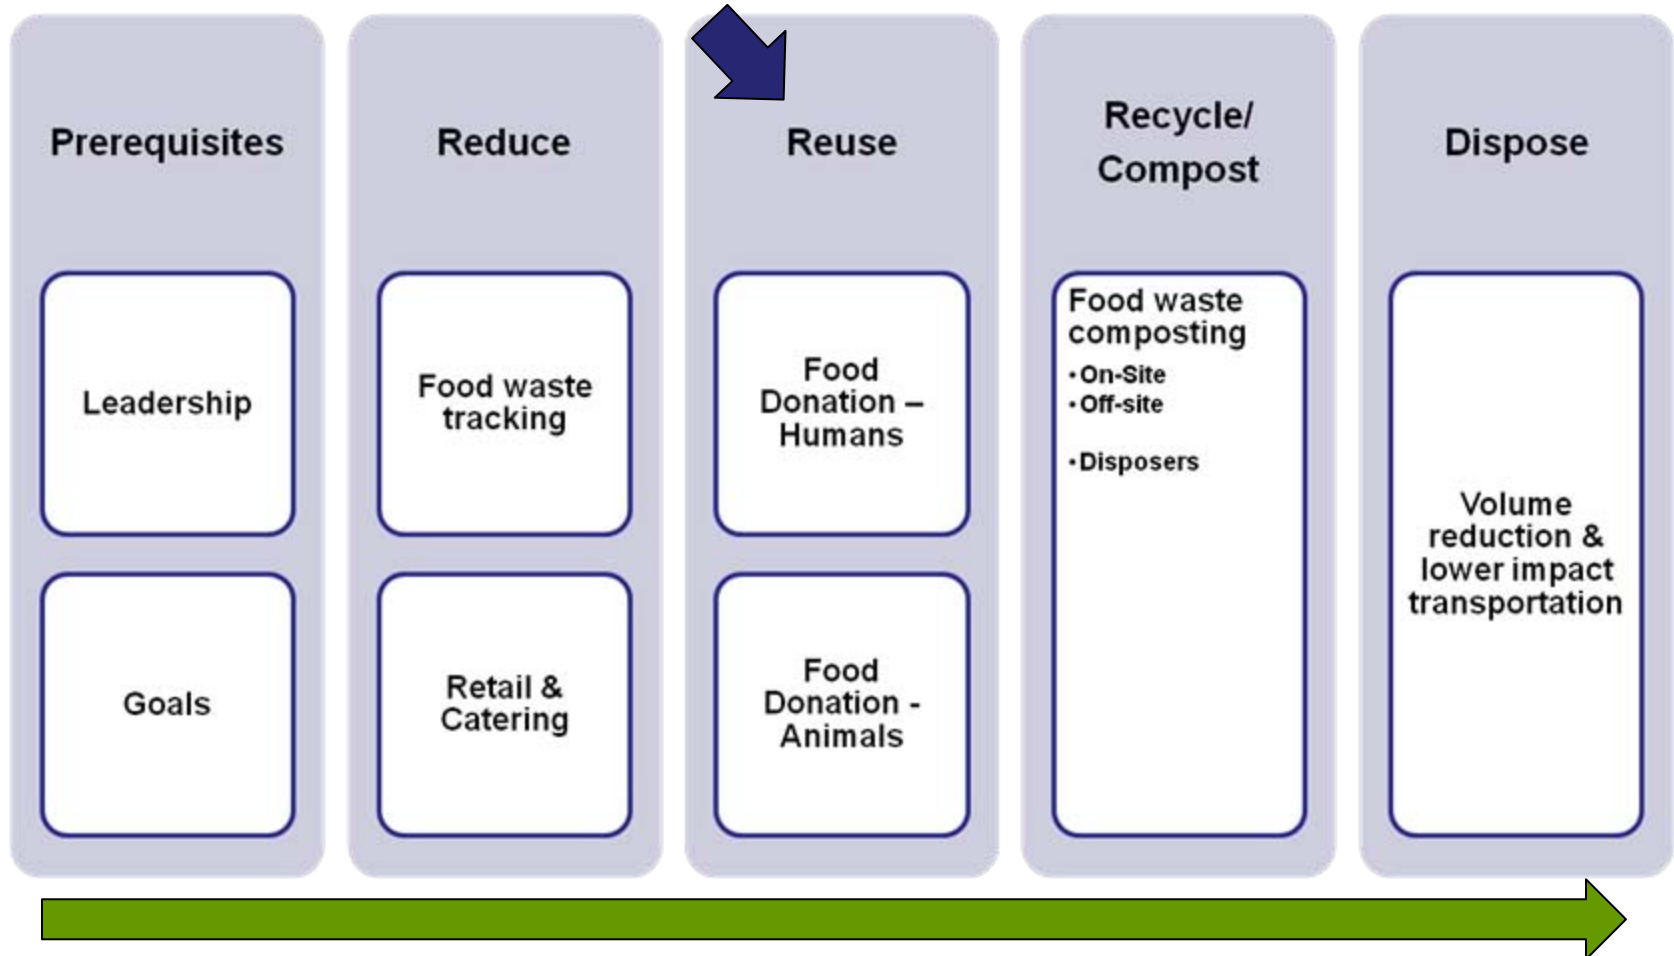 Prerequisites
Leadership
Goals
Reduce
Food waste
tracking
Retail &
Catering
Reuse
Food
Donation –
Humans
Food
Donation -
Animals
Recycle/
Compost
Food waste
composting
•On-Site
•Off-site
•Disposers
Dispose
Volume
reduction &
lower impact
transportation